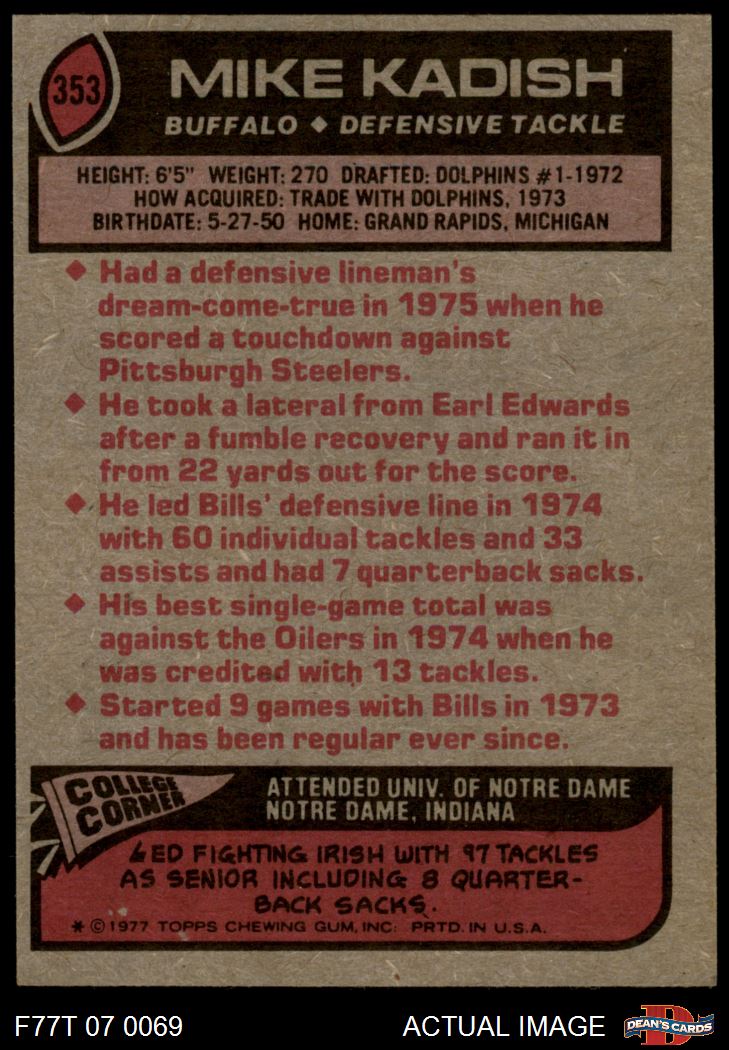 353
MIKE KADISH
BUFFALO ◆ DEFENSIVE TACKLE
HEIGHT: 6'5" WEIGHT: 270 DRAFTED: DOLPHINS #1-1972
HOW ACQUIRED: TRADE WITH DOLPHINS, 1973
BIRTHDATE: 5-27-50 HOME: GRAND RAPIDS, MICHIGAN
◆ Had a defensive lineman's
dream-come-true in 1975 when he
scored a touchdown against
Pittsburgh Steelers.
◆ He took a lateral from Earl Edwards
after a fumble recovery and ran it in
from 22 yards out for the score.
◆ He led Bills' defensive line in 1974
with 60 individual tackles and 33
assists and had 7 quarterback sacks.
◆ His best single-game total was
against the Oilers in 1974 when he
was credited with 13 tackles.
◆ Started 9 games with Bills in 1973
and has been regular ever since.
COLLEGE
CORNER
ATTENDED UNIV. OF NOTRE DAME
NOTRE DAME, INDIANA
LED FIGHTING IRISH WITH 97 TACKLES
AS SENIOR INCLUDING 8 QUARTER-
BACK SACKS.
* © 1977 TOPPS CHEWING GUM, INC. PRTD. IN U.S.A.
F77T 07 0069
ACTUAL IMAGE
D
DEAN'S CARDS